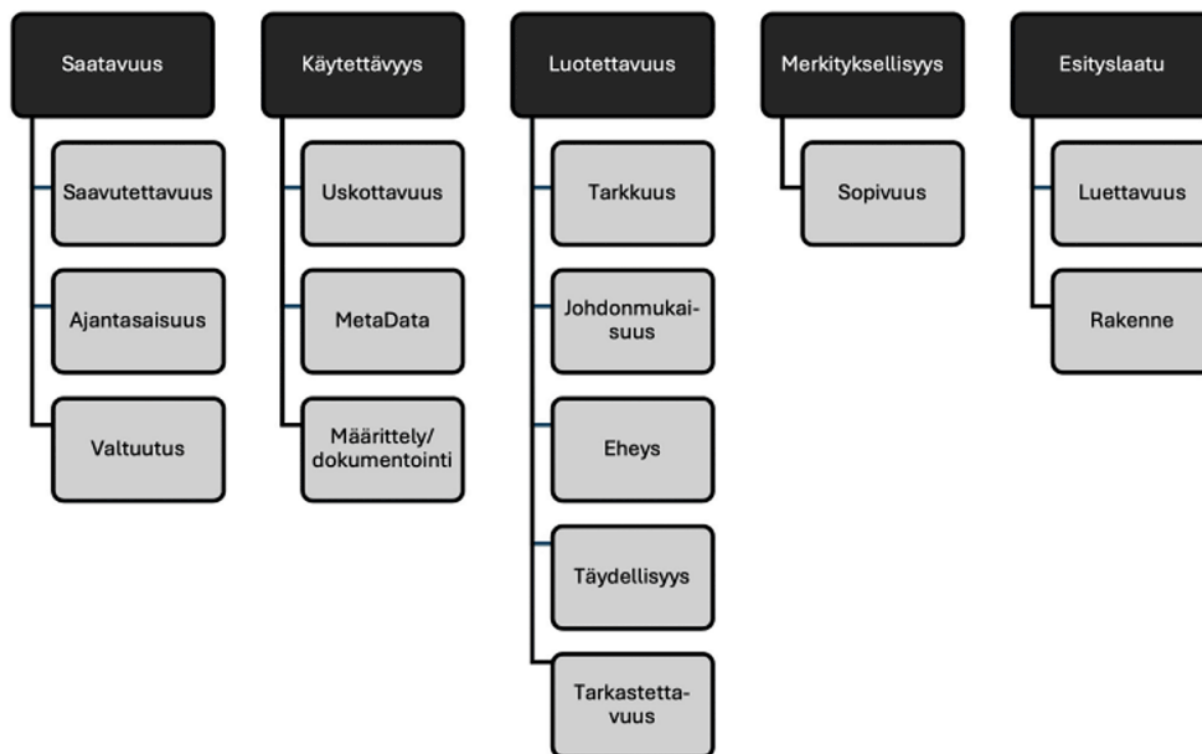 Saatavuus
Saavutettavuus
Ajantasaisuus
Valtuutus
Käytettävyys
Uskottavuus
MetaData
Määrittely/
dokumentointi
Luotettavuus
Tarkkuus
Johdonmukai-
suus
Eheys
Täydellisyys
Tarkastetta-
vuus
Merkityksellisyys
Sopivuus
Esityslaatu
Luettavuus
Rakenne